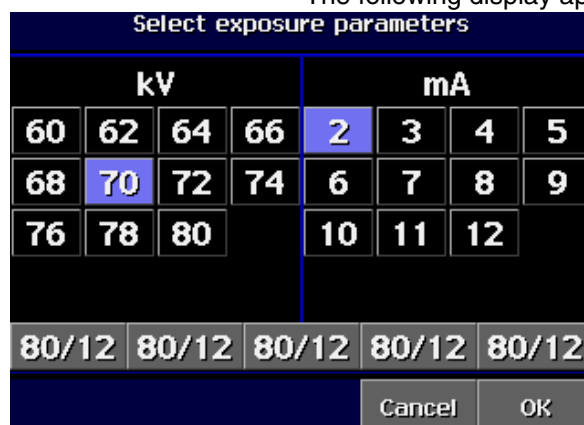 The following display ap
Select exposure parameters
kV mA
60 62 64 66 2 3 4 5
68 70 72 74 6 7 8 9
76 78 80 10 11 12
80/12 80/12 80/12 80/12 80/12
Cancel OK